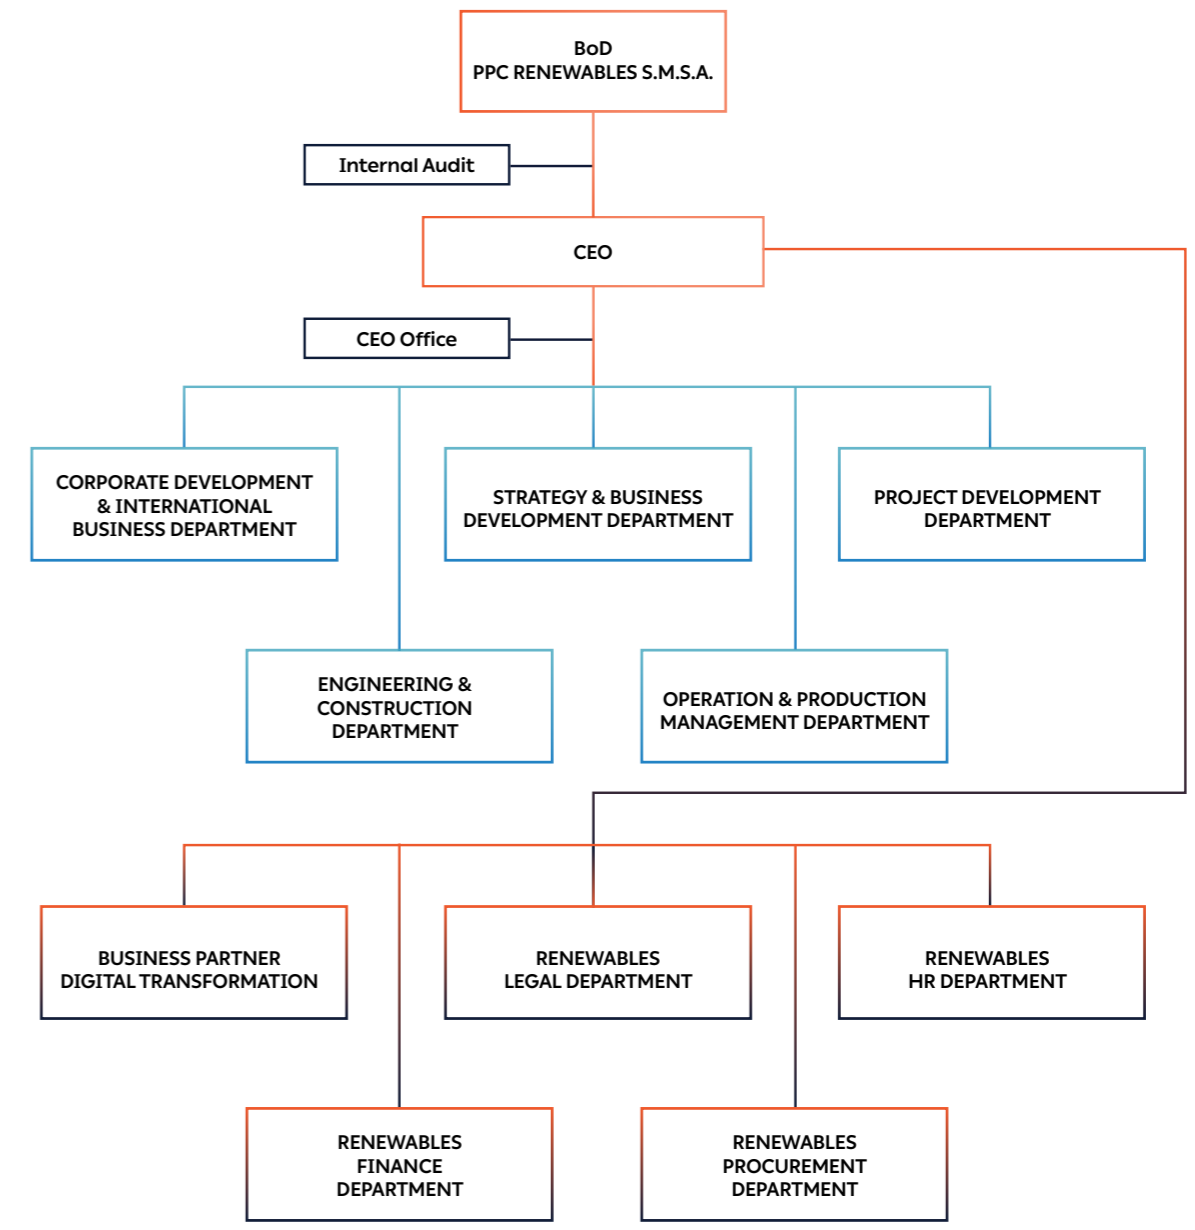 BoD
PPC RENEWABLES S.M.S.A.
Internal Audit
CEO
CEO Office
CORPORATE DEVELOPMENT
& INTERNATIONAL
BUSINESS DEPARTMENT
STRATEGY & BUSINESS
DEVELOPMENT DEPARTMENT
PROJECT DEVELOPMENT
DEPARTMENT
ENGINEERING &
CONSTRUCTION
DEPARTMENT
OPERATION & PRODUCTION
MANAGEMENT DEPARTMENT
BUSINESS PARTNER
DIGITAL TRANSFORMATION
RENEWABLES
LEGAL DEPARTMENT
RENEWABLES
HR DEPARTMENT
RENEWABLES
FINANCE
DEPARTMENT
RENEWABLES
PROCUREMENT
DEPARTMENT